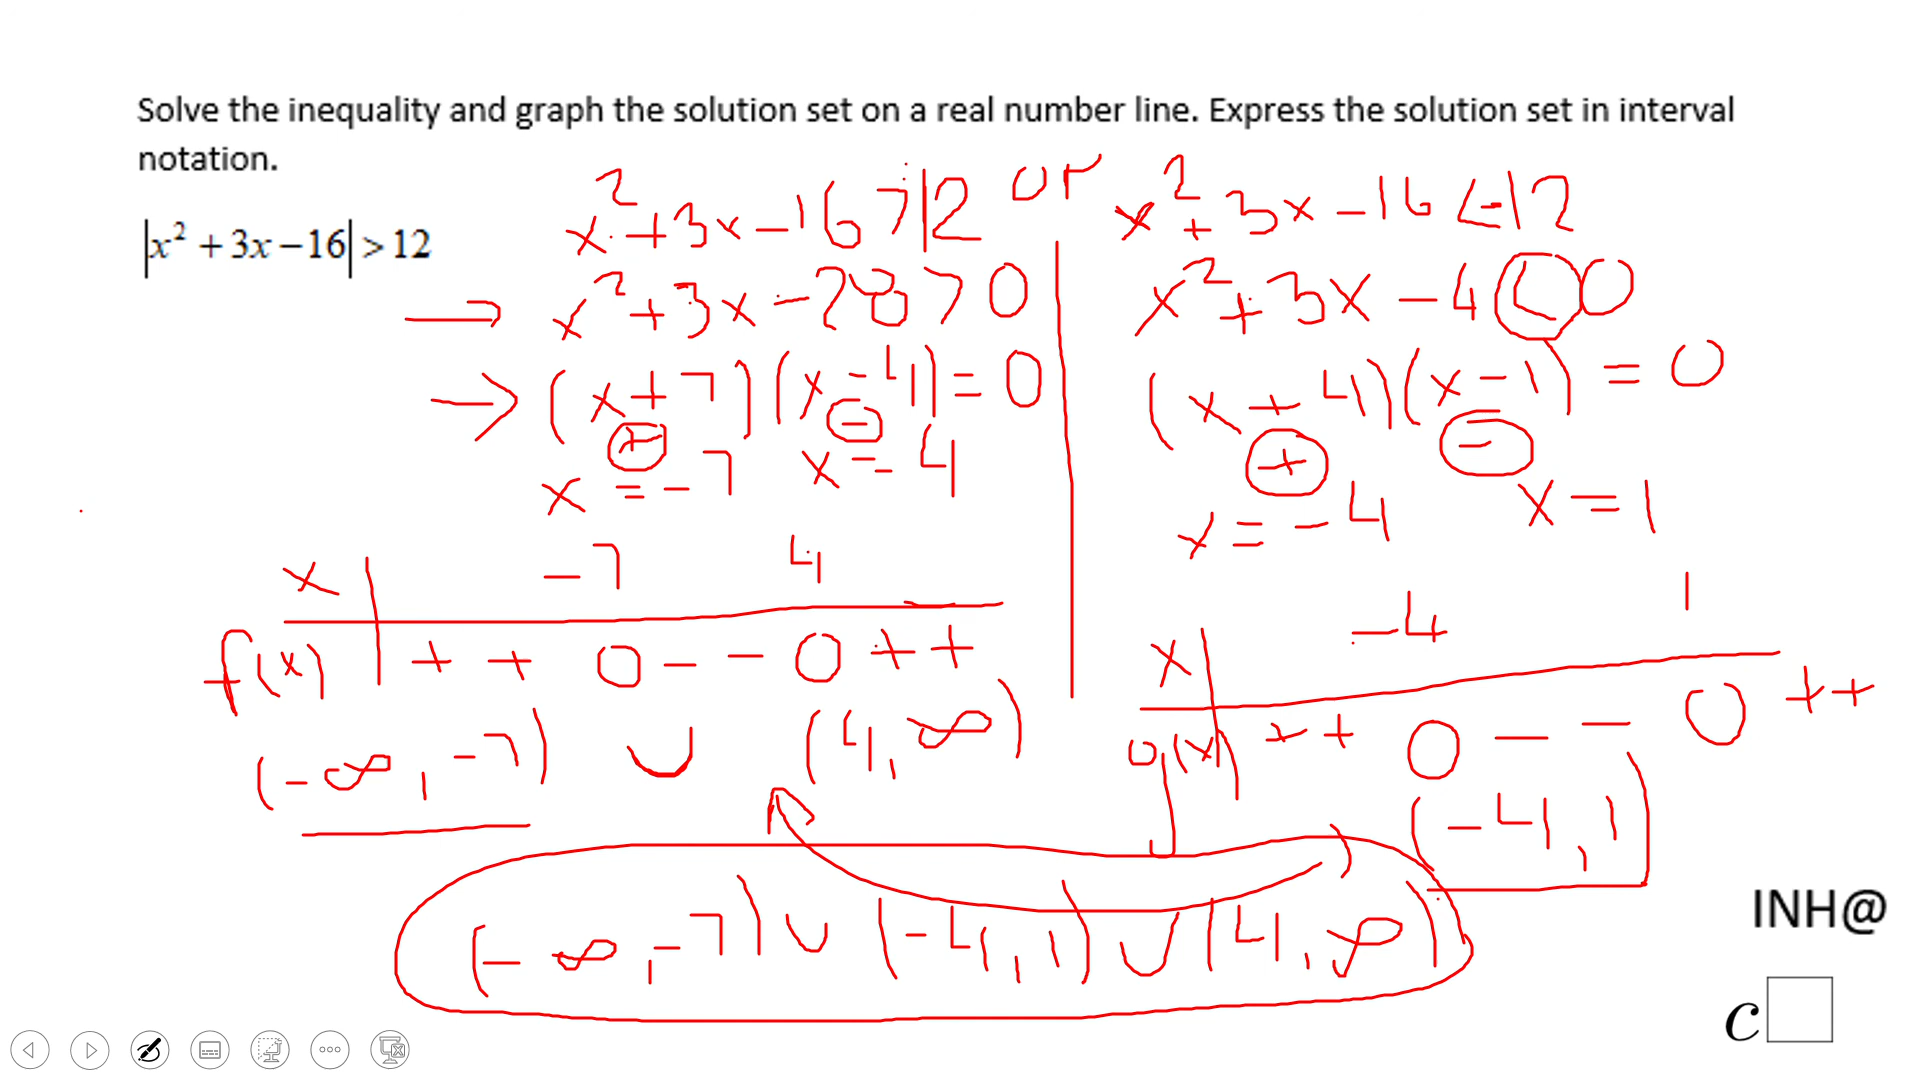 Solve the inequality and graph the solution set on a real number line. Express the solution set in interval
notation.
|x² + 3x − 16| > 12
x² + 3x − 16 > 12 or x² + 3x − 16 < −12
→ x² + 3x − 28 > 0
x² + 3x − 4 < 0
→ (x + 7)(x − 4) = 0
(x + 4)(x − 1) = 0
+ −
+ −
x = −7 x = 4
x = −4 x = 1
x −7 4
f(x) + + 0 − − 0 + +
(−∞, −7) ∪ (4, ∞)
x −4 1
g(x) + + 0 − − 0 + +
(−4, 1)
(−∞, −7) ∪ (−4, 1) ∪ (4, ∞)
INH@
c